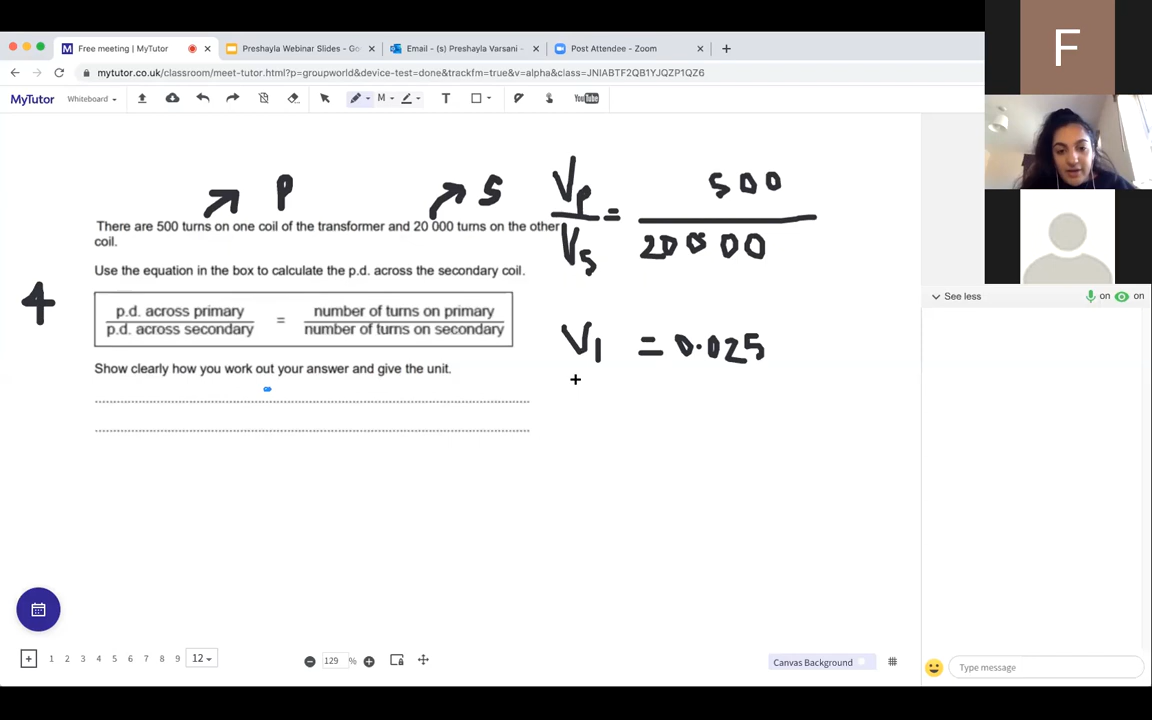 Free meeting | MyTutor
Preshayla Webinar Slides - Go
Email - (s) Preshayla Varsani -
Post Attendee - Zoom
mytutor.co.uk/classroom/meet-tutor.html?p=groupworld&device-test=done&trackfm=true&v=alpha&class=JNIABTF2QB1YJQZP1QZ6
MyTutor
Whiteboard
M
T
YouTube
F
P
S
Vp
Vs
=
500
20000
There are 500 turns on one coil of the transformer and 20 000 turns on the other
coil.
Use the equation in the box to calculate the p.d. across the secondary coil.
4
p.d. across primary
p.d. across secondary
=
number of turns on primary
number of turns on secondary
V1 = 0.025
Show clearly how you work out your answer and give the unit.
See less
on
on
1 2 3 4 5 6 7 8 9 12
129 %
Canvas Background
Type message